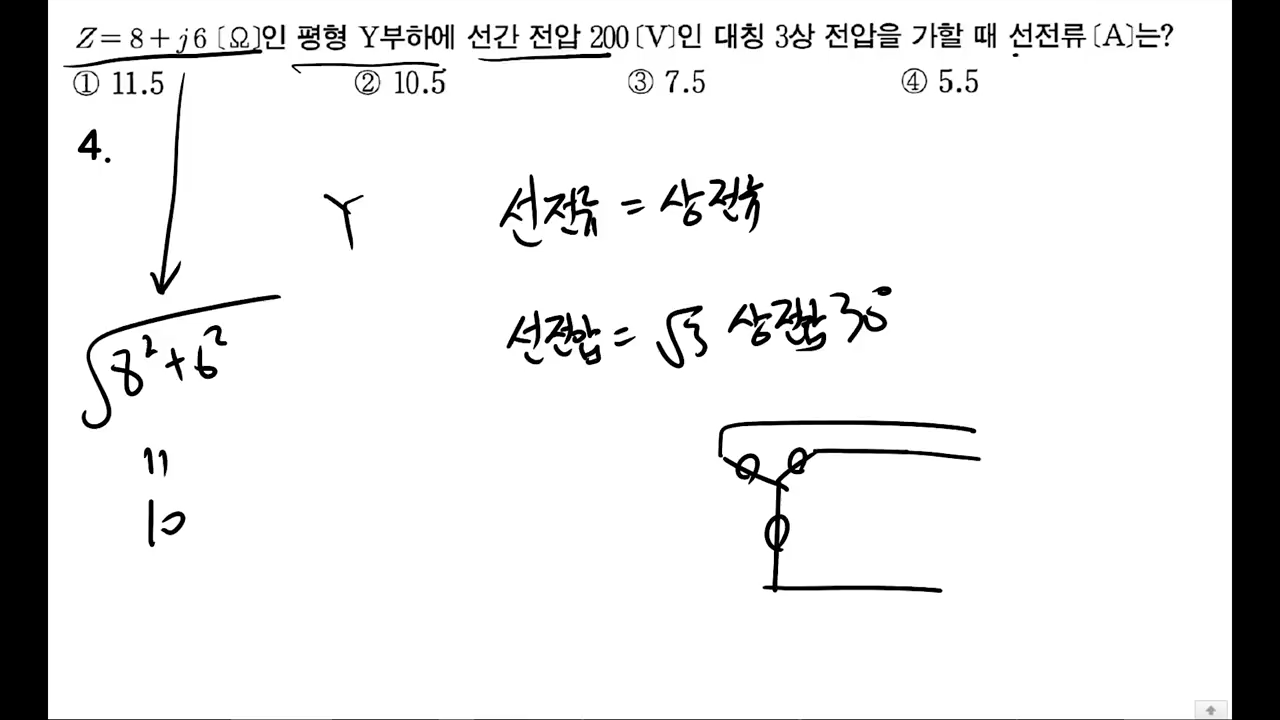 Z = 8 + j6 [Ω]인 평형 Y부하에 선간 전압 200[V]인 대칭 3상 전압을 가할 때 선전류[A]는?
① 11.5 ② 10.5 ③ 7.5 ④ 5.5
4.
Y
선전류 = 상전류
선전압 = √3 상전압 30°
√8²+6²
"
10